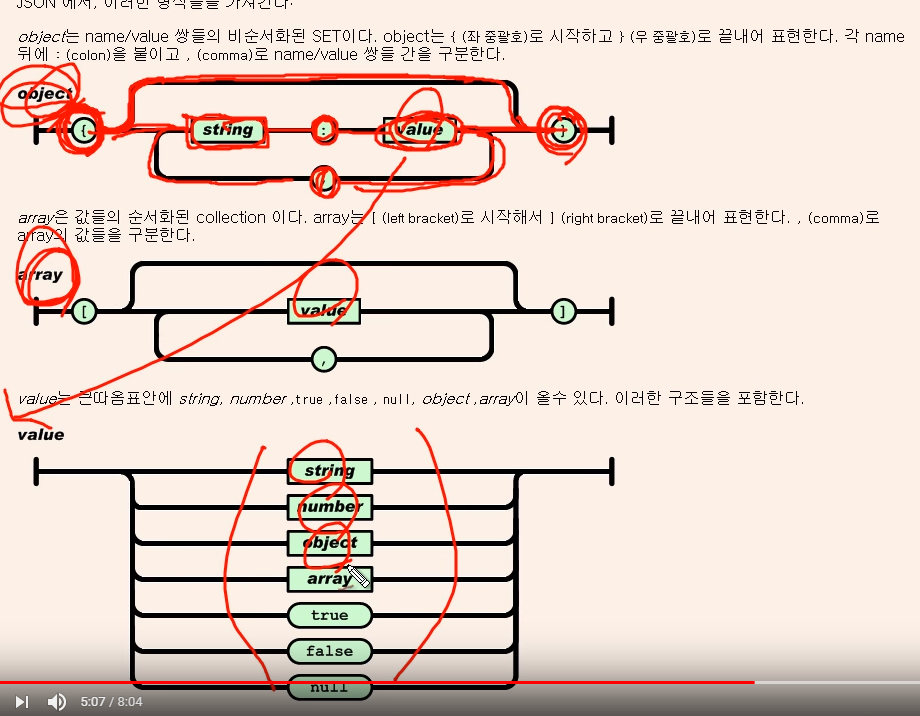 JSON 에서, 이러한 형식들을 가져간다:
object는 name/value 쌍들의 비순서화된 SET이다. object는 { (좌 중괄호)로 시작하고 } (우 중괄호)로 끝내어 표현한다. 각 name
뒤에 : (colon)을 붙이고 , (comma)로 name/value 쌍들 간을 구분한다.
object
{ string : value }
,
array은 값들의 순서화된 collection 이다. array는 [ (left bracket)로 시작해서 ] (right bracket)로 끝내어 표현한다. , (comma)로
array의 값들을 구분한다.
array
[ value ]
,
value는 큰따옴표안에 string, number ,true ,false , null, object ,array이 올수 있다. 이러한 구조들을 포함한다.
value
string
number
object
array
true
false
null
5:07 / 8:04